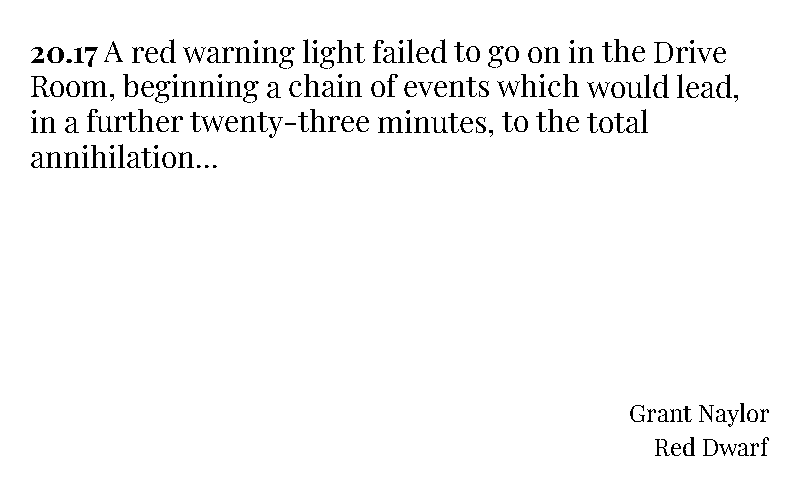 20.17 A red warning light failed to go on in the Drive
Room, beginning a chain of events which would lead,
in a further twenty-three minutes, to the total
annihilation...
Grant Naylor
Red Dwarf